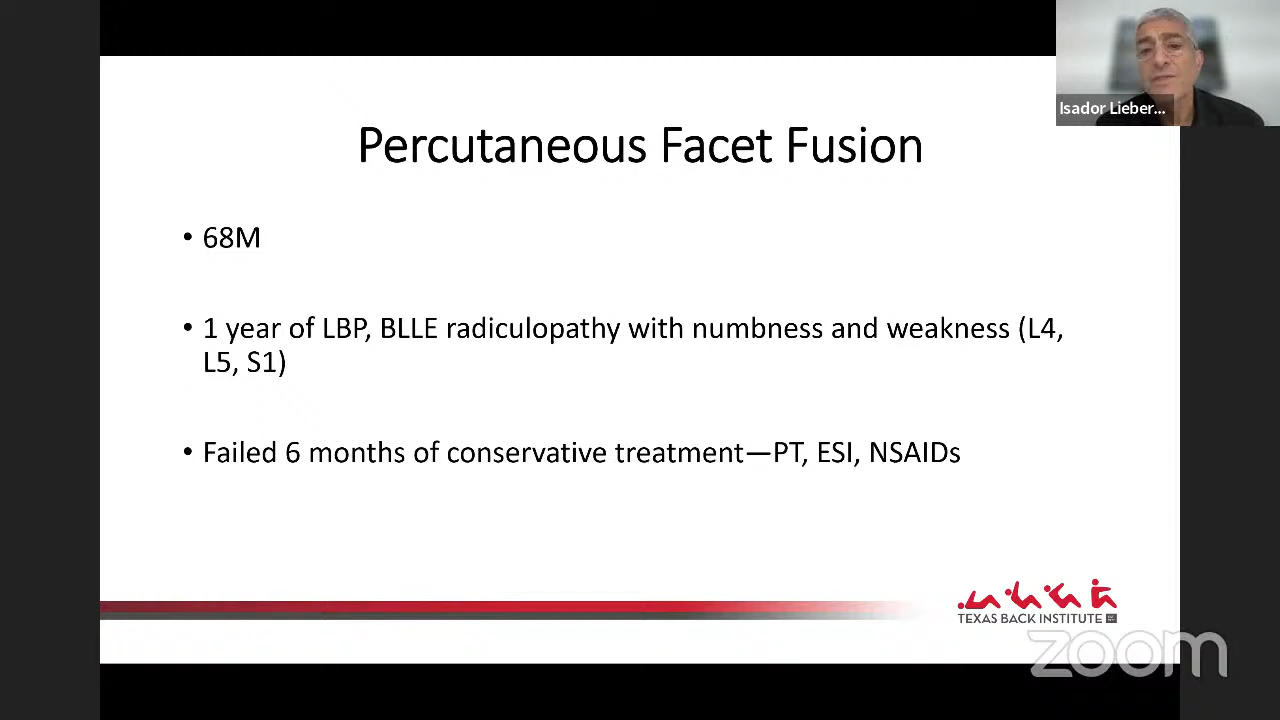 Isador Lieber...
Percutaneous Facet Fusion
• 68M
• 1 year of LBP, BLLE radiculopathy with numbness and weakness (L4,
L5, S1)
• Failed 6 months of conservative treatment—PT, ESI, NSAIDs
TEXAS BACK INSTITUTE
zoom